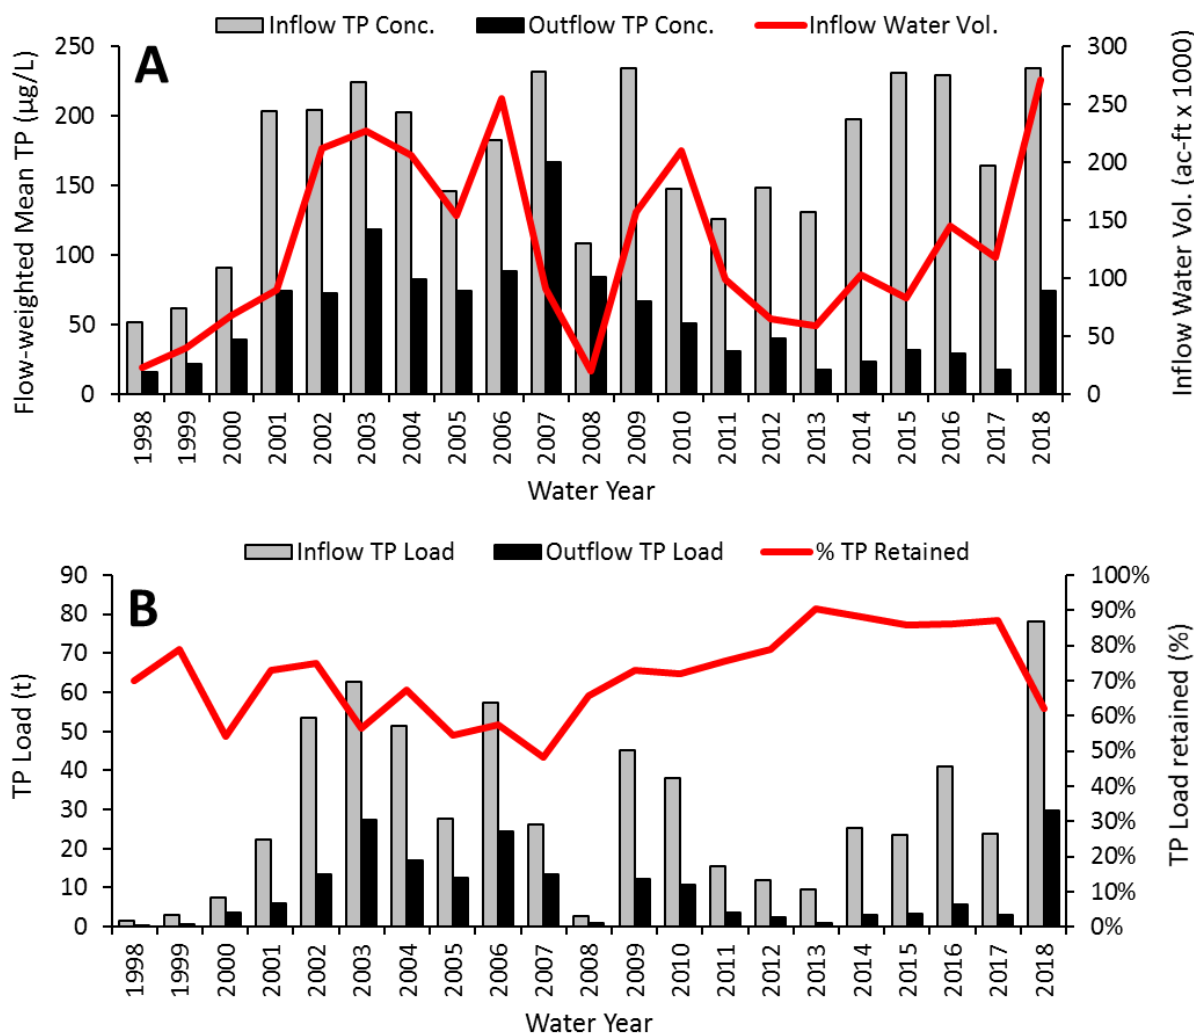 Inflow TP Conc. Outflow TP Conc. Inflow Water Vol.
A
Flow-weighted Mean TP (µg/L)
250
200
150
100
50
0
300
250
200
150
100
50
0
Inflow Water Vol. (ac-ft x 1000)
1998 1999 2000 2001 2002 2003 2004 2005 2006 2007 2008 2009 2010 2011 2012 2013 2014 2015 2016 2017 2018
Water Year
Inflow TP Load Outflow TP Load % TP Retained
B
TP Load (t)
90
80
70
60
50
40
30
20
10
0
100%
90%
80%
70%
60%
50%
40%
30%
20%
10%
0%
TP Load retained (%)
1998 1999 2000 2001 2002 2003 2004 2005 2006 2007 2008 2009 2010 2011 2012 2013 2014 2015 2016 2017 2018
Water Year